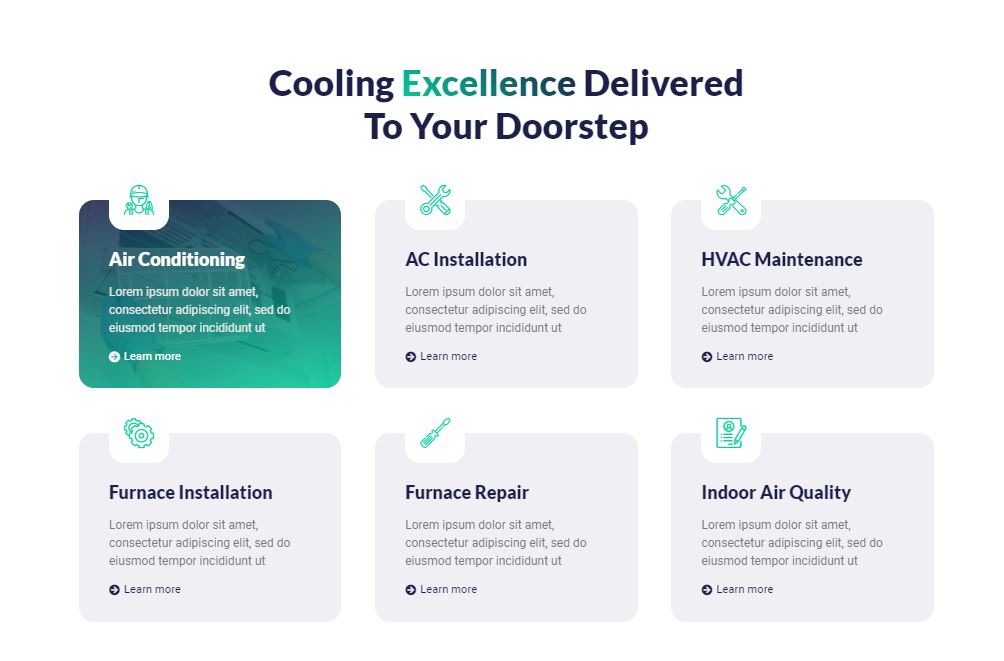 Cooling Excellence Delivered
To Your Doorstep
Air Conditioning
Lorem ipsum dolor sit amet,
consectetur adipiscing elit, sed do
eiusmod tempor incididunt ut
Learn more
AC Installation
Lorem ipsum dolor sit amet,
consectetur adipiscing elit, sed do
eiusmod tempor incididunt ut
Learn more
HVAC Maintenance
Lorem ipsum dolor sit amet,
consectetur adipiscing elit, sed do
eiusmod tempor incididunt ut
Learn more
Furnace Installation
Lorem ipsum dolor sit amet,
consectetur adipiscing elit, sed do
eiusmod tempor incididunt ut
Learn more
Furnace Repair
Lorem ipsum dolor sit amet,
consectetur adipiscing elit, sed do
eiusmod tempor incididunt ut
Learn more
Indoor Air Quality
Lorem ipsum dolor sit amet,
consectetur adipiscing elit, sed do
eiusmod tempor incididunt ut
Learn more